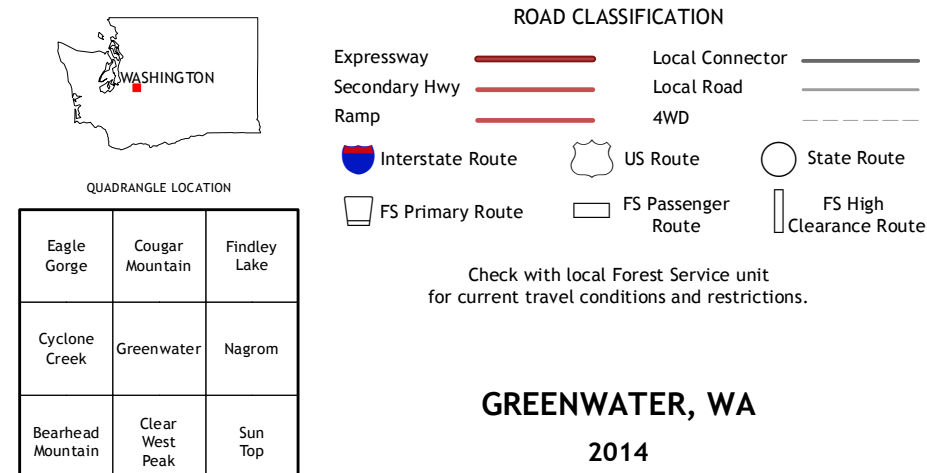 WASHINGTON
QUADRANGLE LOCATION
Eagle
Gorge
Cougar
Mountain
Findley
Lake
Cyclone
Creek
Greenwater
Nagrom
Bearhead
Mountain
Clear
West
Peak
Sun
Top
ROAD CLASSIFICATION
Expressway
Secondary Hwy
Ramp
Local Connector
Local Road
4WD
Interstate Route
US Route
State Route
FS Primary Route
FS Passenger
Route
FS High
Clearance Route
Check with local Forest Service unit
for current travel conditions and restrictions.
GREENWATER, WA
2014